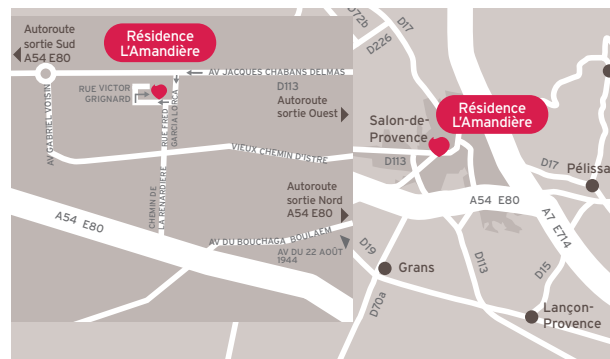 Autoroute
sortie Sud
A54 E80
Résidence
L'Amandière
AV JACQUES CHABANS DELMAS
RUE VICTOR
GRIGNARD
D113
Autoroute
sortie Ouest
AV GABRIEL VOISIN
RUE FRED
GARCIA LORCA
VIEUX CHEMIN D'ISTRE
CHEMIN DE
LA RENARDIÈRE
Autoroute
sortie Nord
A54 E80
A54 E80
AV DU BOUCHAGA BOULAEM
AV DU 22 AOÛT
1944
D72b
D17
D226
Résidence
L'Amandière
Salon-de-
Provence
D113
D17
Pélissa
A54 E80
A7 E714
D19
Grans
D113
D15
D70a
Lançon-
Provence